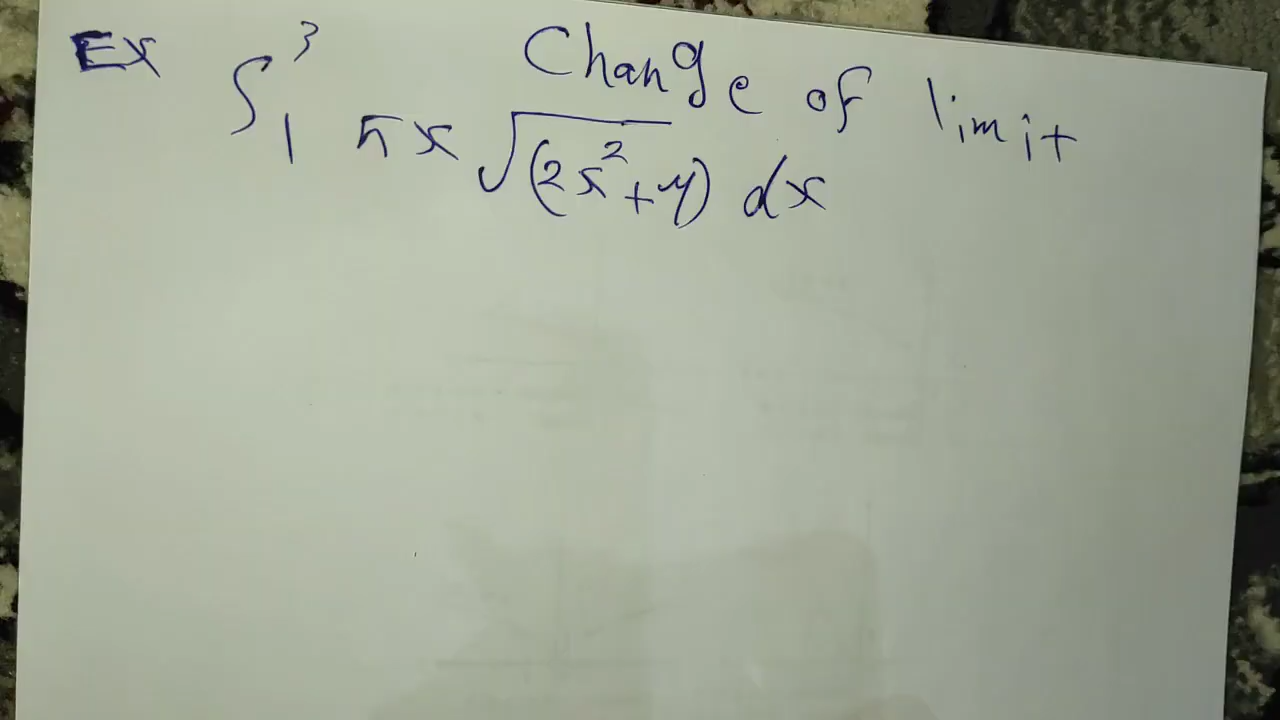 Ex Change of limit
∫₁³ 5x √(2x²+4) dx